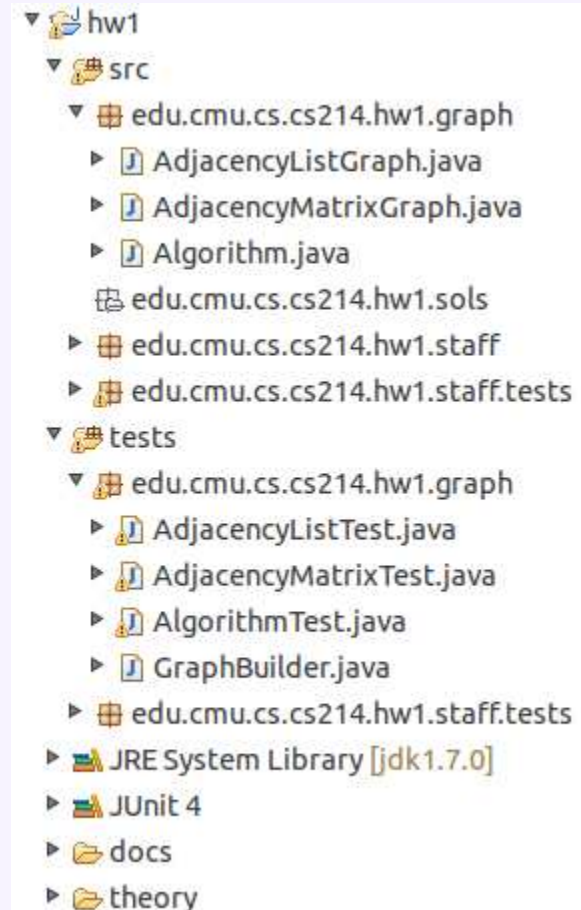 hw1
src
edu.cmu.cs.cs214.hw1.graph
AdjacencyListGraph.java
AdjacencyMatrixGraph.java
Algorithm.java
edu.cmu.cs.cs214.hw1.sols
edu.cmu.cs.cs214.hw1.staff
edu.cmu.cs.cs214.hw1.staff.tests
tests
edu.cmu.cs.cs214.hw1.graph
AdjacencyListTest.java
AdjacencyMatrixTest.java
AlgorithmTest.java
GraphBuilder.java
edu.cmu.cs.cs214.hw1.staff.tests
JRE System Library [jdk1.7.0]
JUnit 4
docs
theory